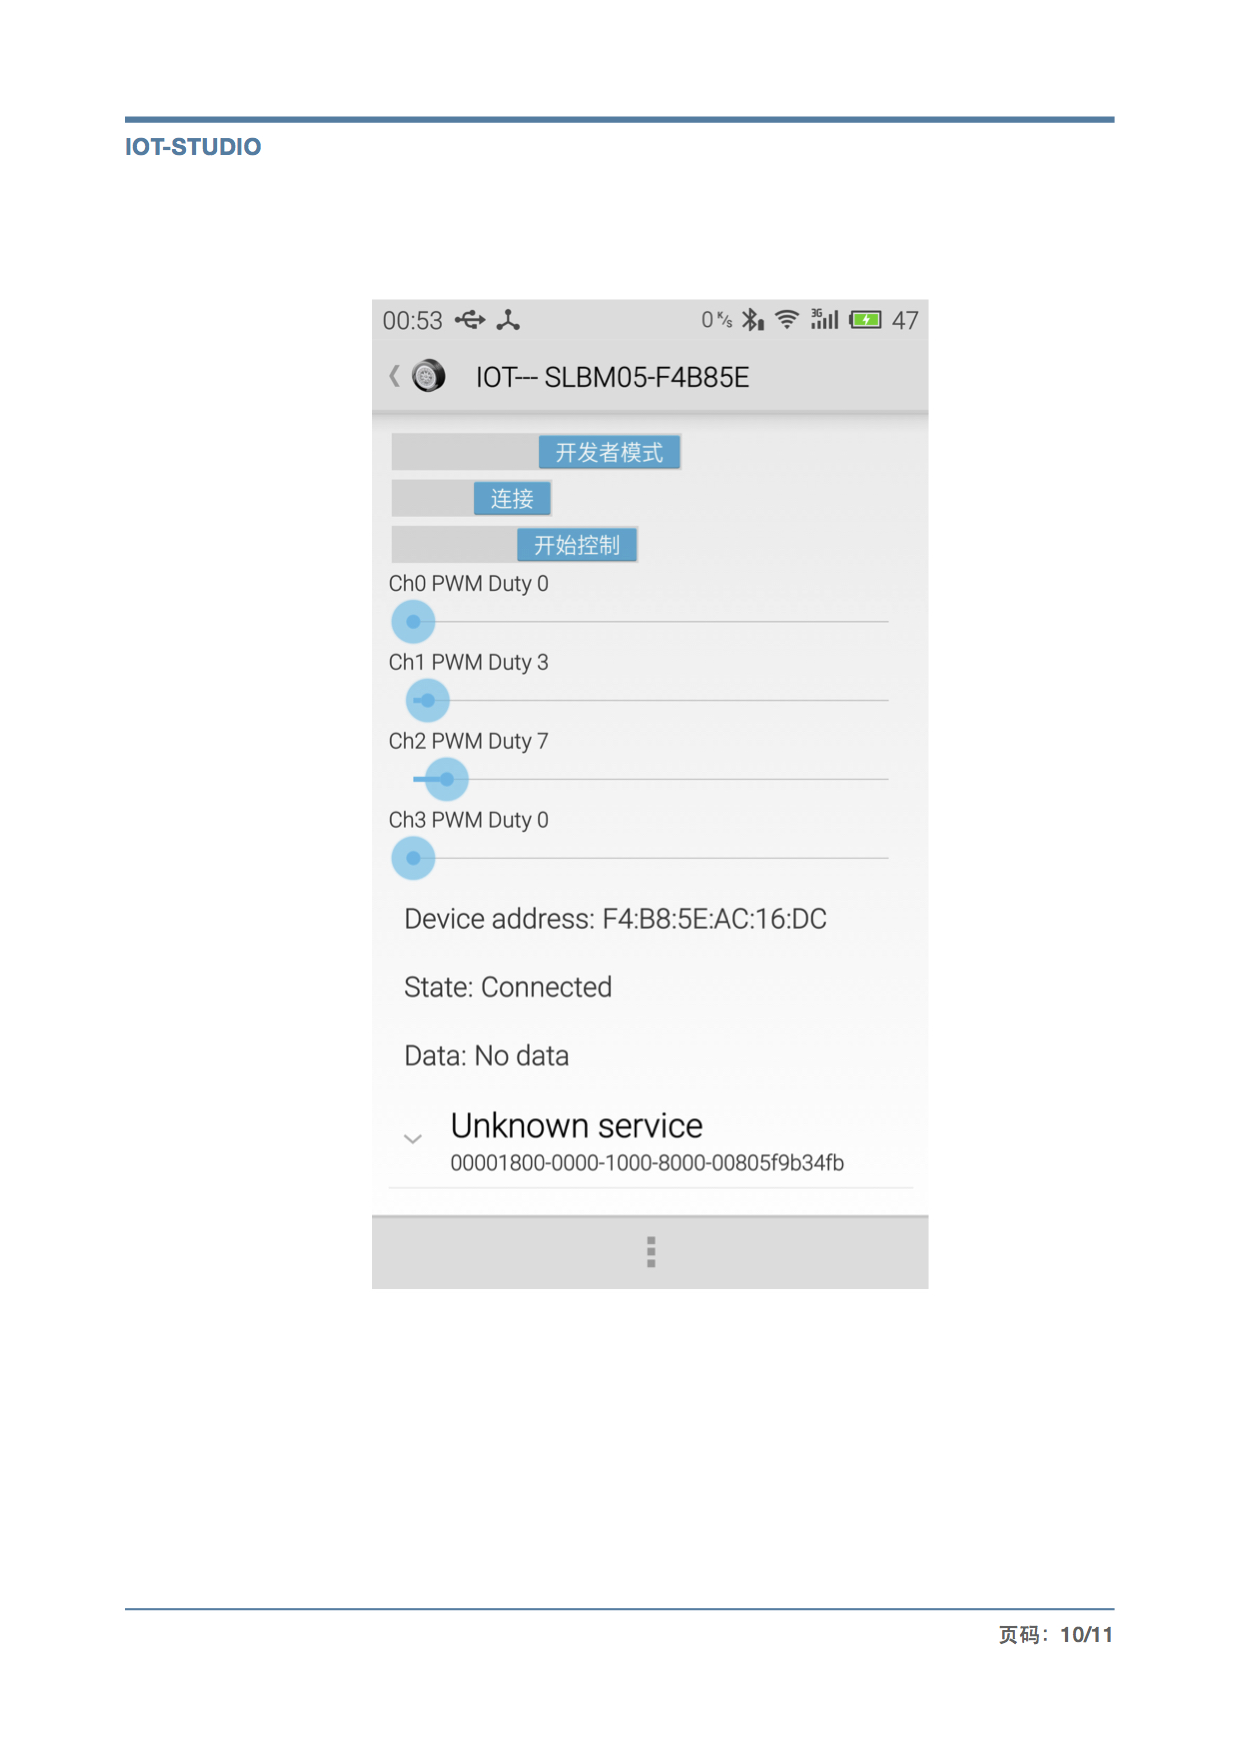 IOT-STUDIO
00:53 0 K/s 3G 47
IOT--- SLBM05-F4B85E
开发者模式
连接
开始控制
Ch0 PWM Duty 0
Ch1 PWM Duty 3
Ch2 PWM Duty 7
Ch3 PWM Duty 0
Device address: F4:B8:5E:AC:16:DC
State: Connected
Data: No data
Unknown service
00001800-0000-1000-8000-00805f9b34fb
页码：10/11